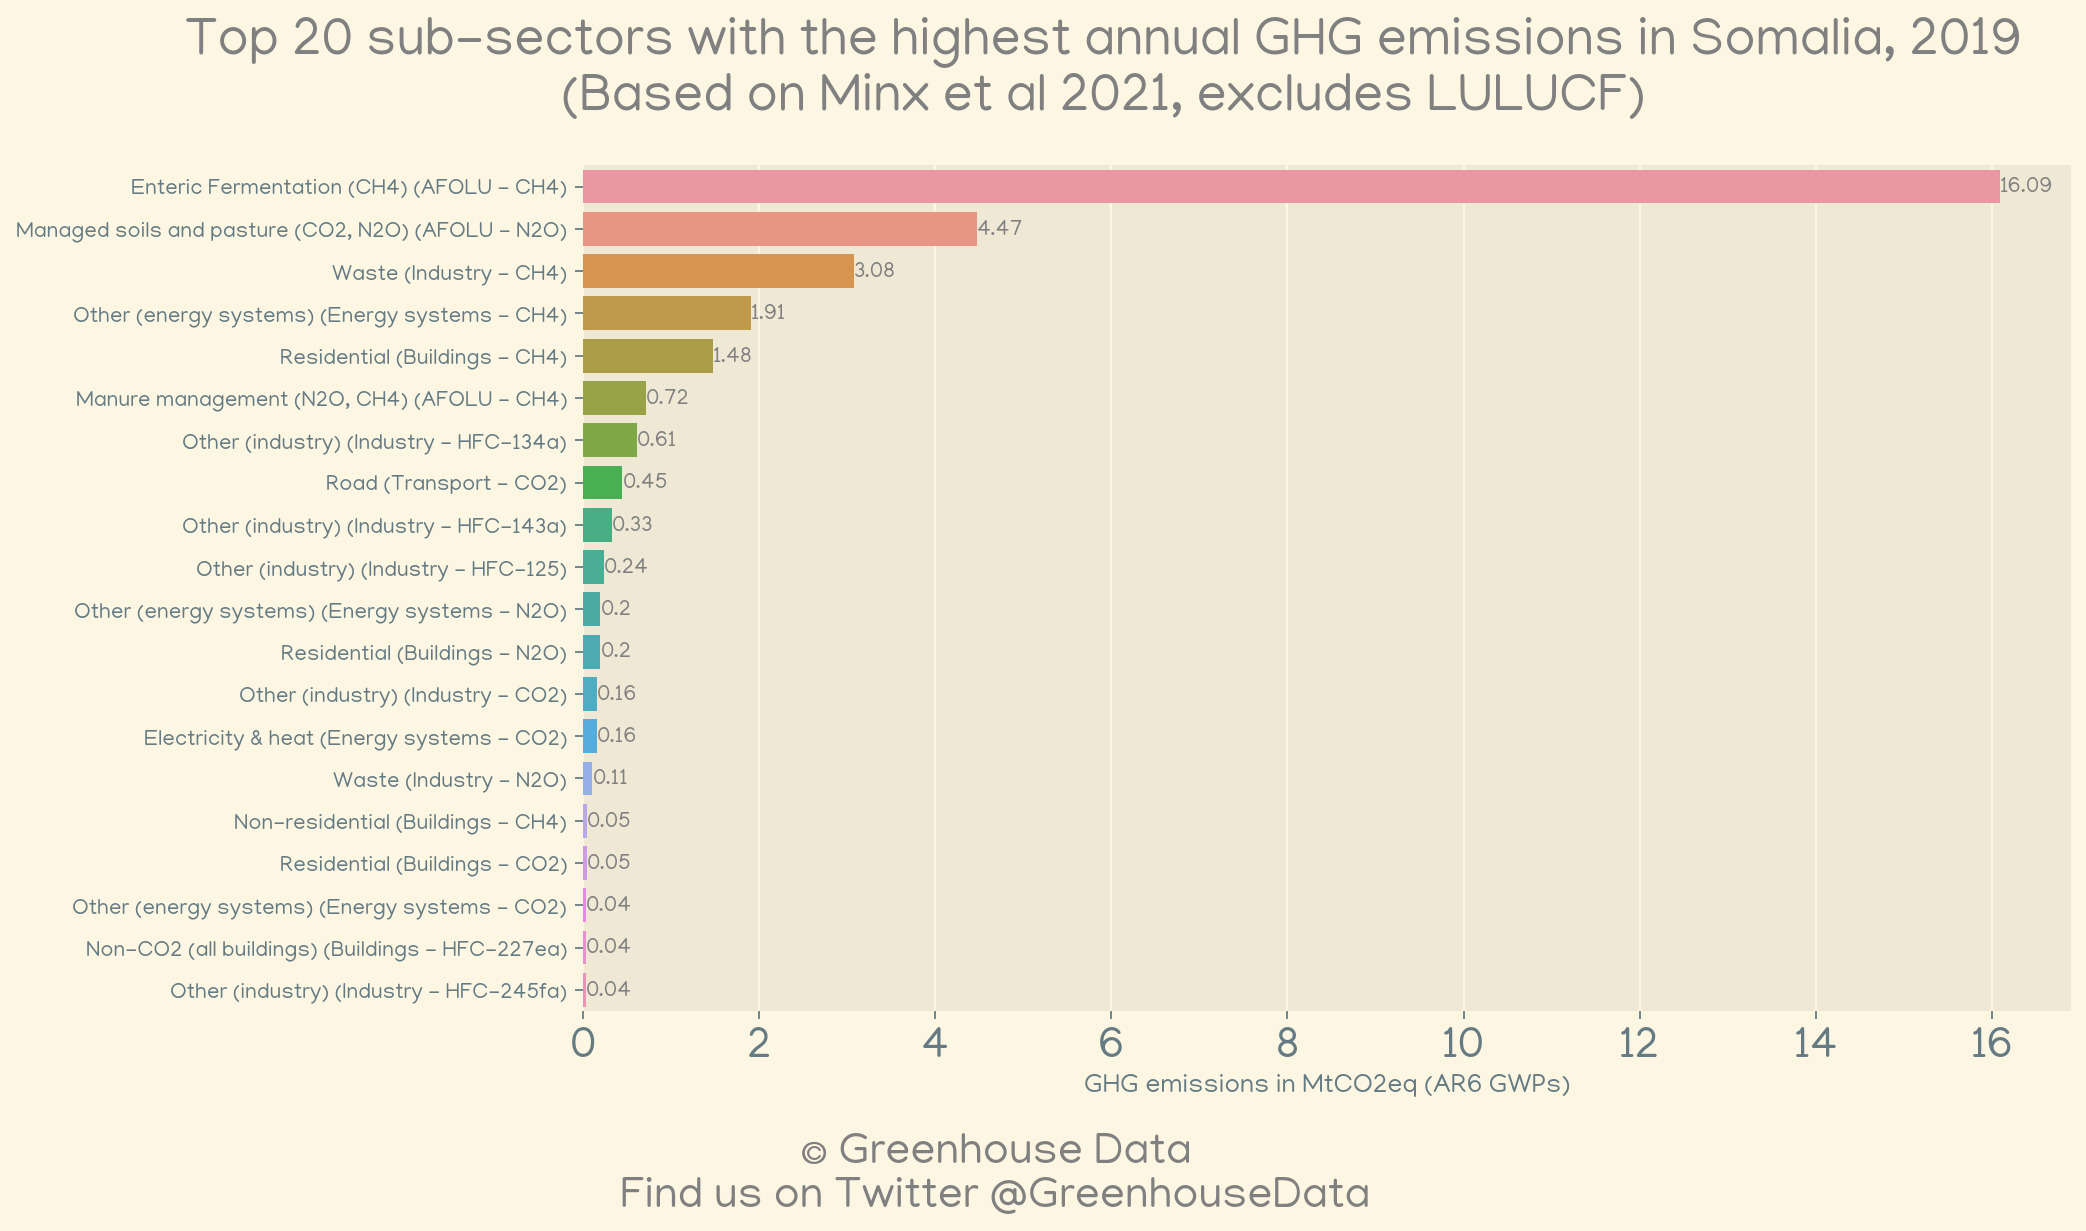 Top 20 sub-sectors with the highest annual GHG emissions in Somalia, 2019
(Based on Minx et al 2021, excludes LULUCF)
Enteric Fermentation (CH4) (AFOLU - CH4) 16.09
Managed soils and pasture (CO2, N2O) (AFOLU - N2O) 4.47
Waste (Industry - CH4) 3.08
Other (energy systems) (Energy systems - CH4) 1.91
Residential (Buildings - CH4) 1.48
Manure management (N2O, CH4) (AFOLU - CH4) 0.72
Other (industry) (Industry - HFC-134a) 0.61
Road (Transport - CO2) 0.45
Other (industry) (Industry - HFC-143a) 0.33
Other (industry) (Industry - HFC-125) 0.24
Other (energy systems) (Energy systems - N2O) 0.2
Residential (Buildings - N2O) 0.2
Other (industry) (Industry - CO2) 0.16
Electricity & heat (Energy systems - CO2) 0.16
Waste (Industry - N2O) 0.11
Non-residential (Buildings - CH4) 0.05
Residential (Buildings - CO2) 0.05
Other (energy systems) (Energy systems - CO2) 0.04
Non-CO2 (all buildings) (Buildings - HFC-227ea) 0.04
Other (industry) (Industry - HFC-245fa) 0.04
0 2 4 6 8 10 12 14 16
GHG emissions in MtCO2eq (AR6 GWPs)
© Greenhouse Data
Find us on Twitter @GreenhouseData